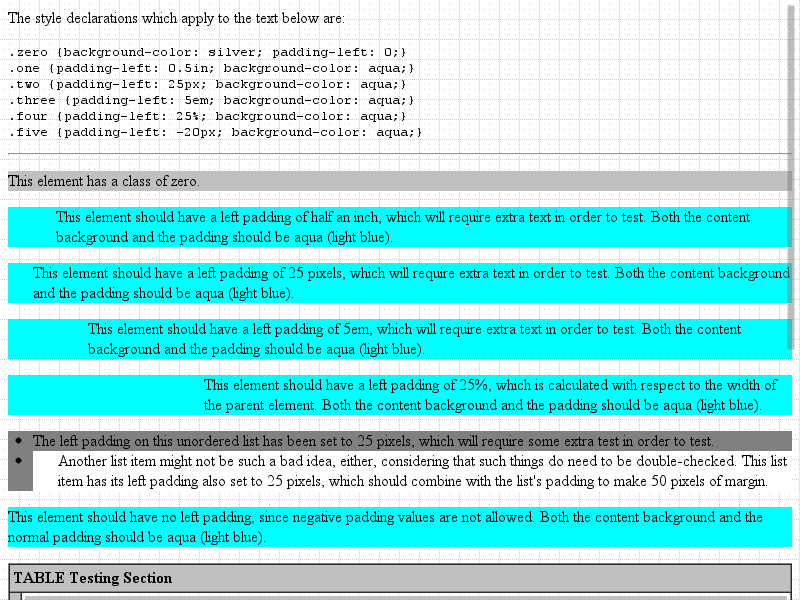 The style declarations which apply to the text below are:
.zero {background-color: silver; padding-left: 0;}
.one {padding-left: 0.5in; background-color: aqua;}
.two {padding-left: 25px; background-color: aqua;}
.three {padding-left: 5em; background-color: aqua;}
.four {padding-left: 25%; background-color: aqua;}
.five {padding-left: -20px; background-color: aqua;}
This element has a class of zero.
This element should have a left padding of half an inch, which will require extra text in order to test. Both the content
background and the padding should be aqua (light blue).
This element should have a left padding of 25 pixels, which will require extra text in order to test. Both the content background
and the padding should be aqua (light blue).
This element should have a left padding of 5em, which will require extra text in order to test. Both the content
background and the padding should be aqua (light blue).
This element should have a left padding of 25%, which is calculated with respect to the width of
the parent element. Both the content background and the padding should be aqua (light blue).
The left padding on this unordered list has been set to 25 pixels, which will require some extra test in order to test.
Another list item might not be such a bad idea, either, considering that such things do need to be double-checked. This list
item has its left padding also set to 25 pixels, which should combine with the list's padding to make 50 pixels of margin.
This element should have no left padding, since negative padding values are not allowed. Both the content background and the
normal padding should be aqua (light blue).
TABLE Testing Section